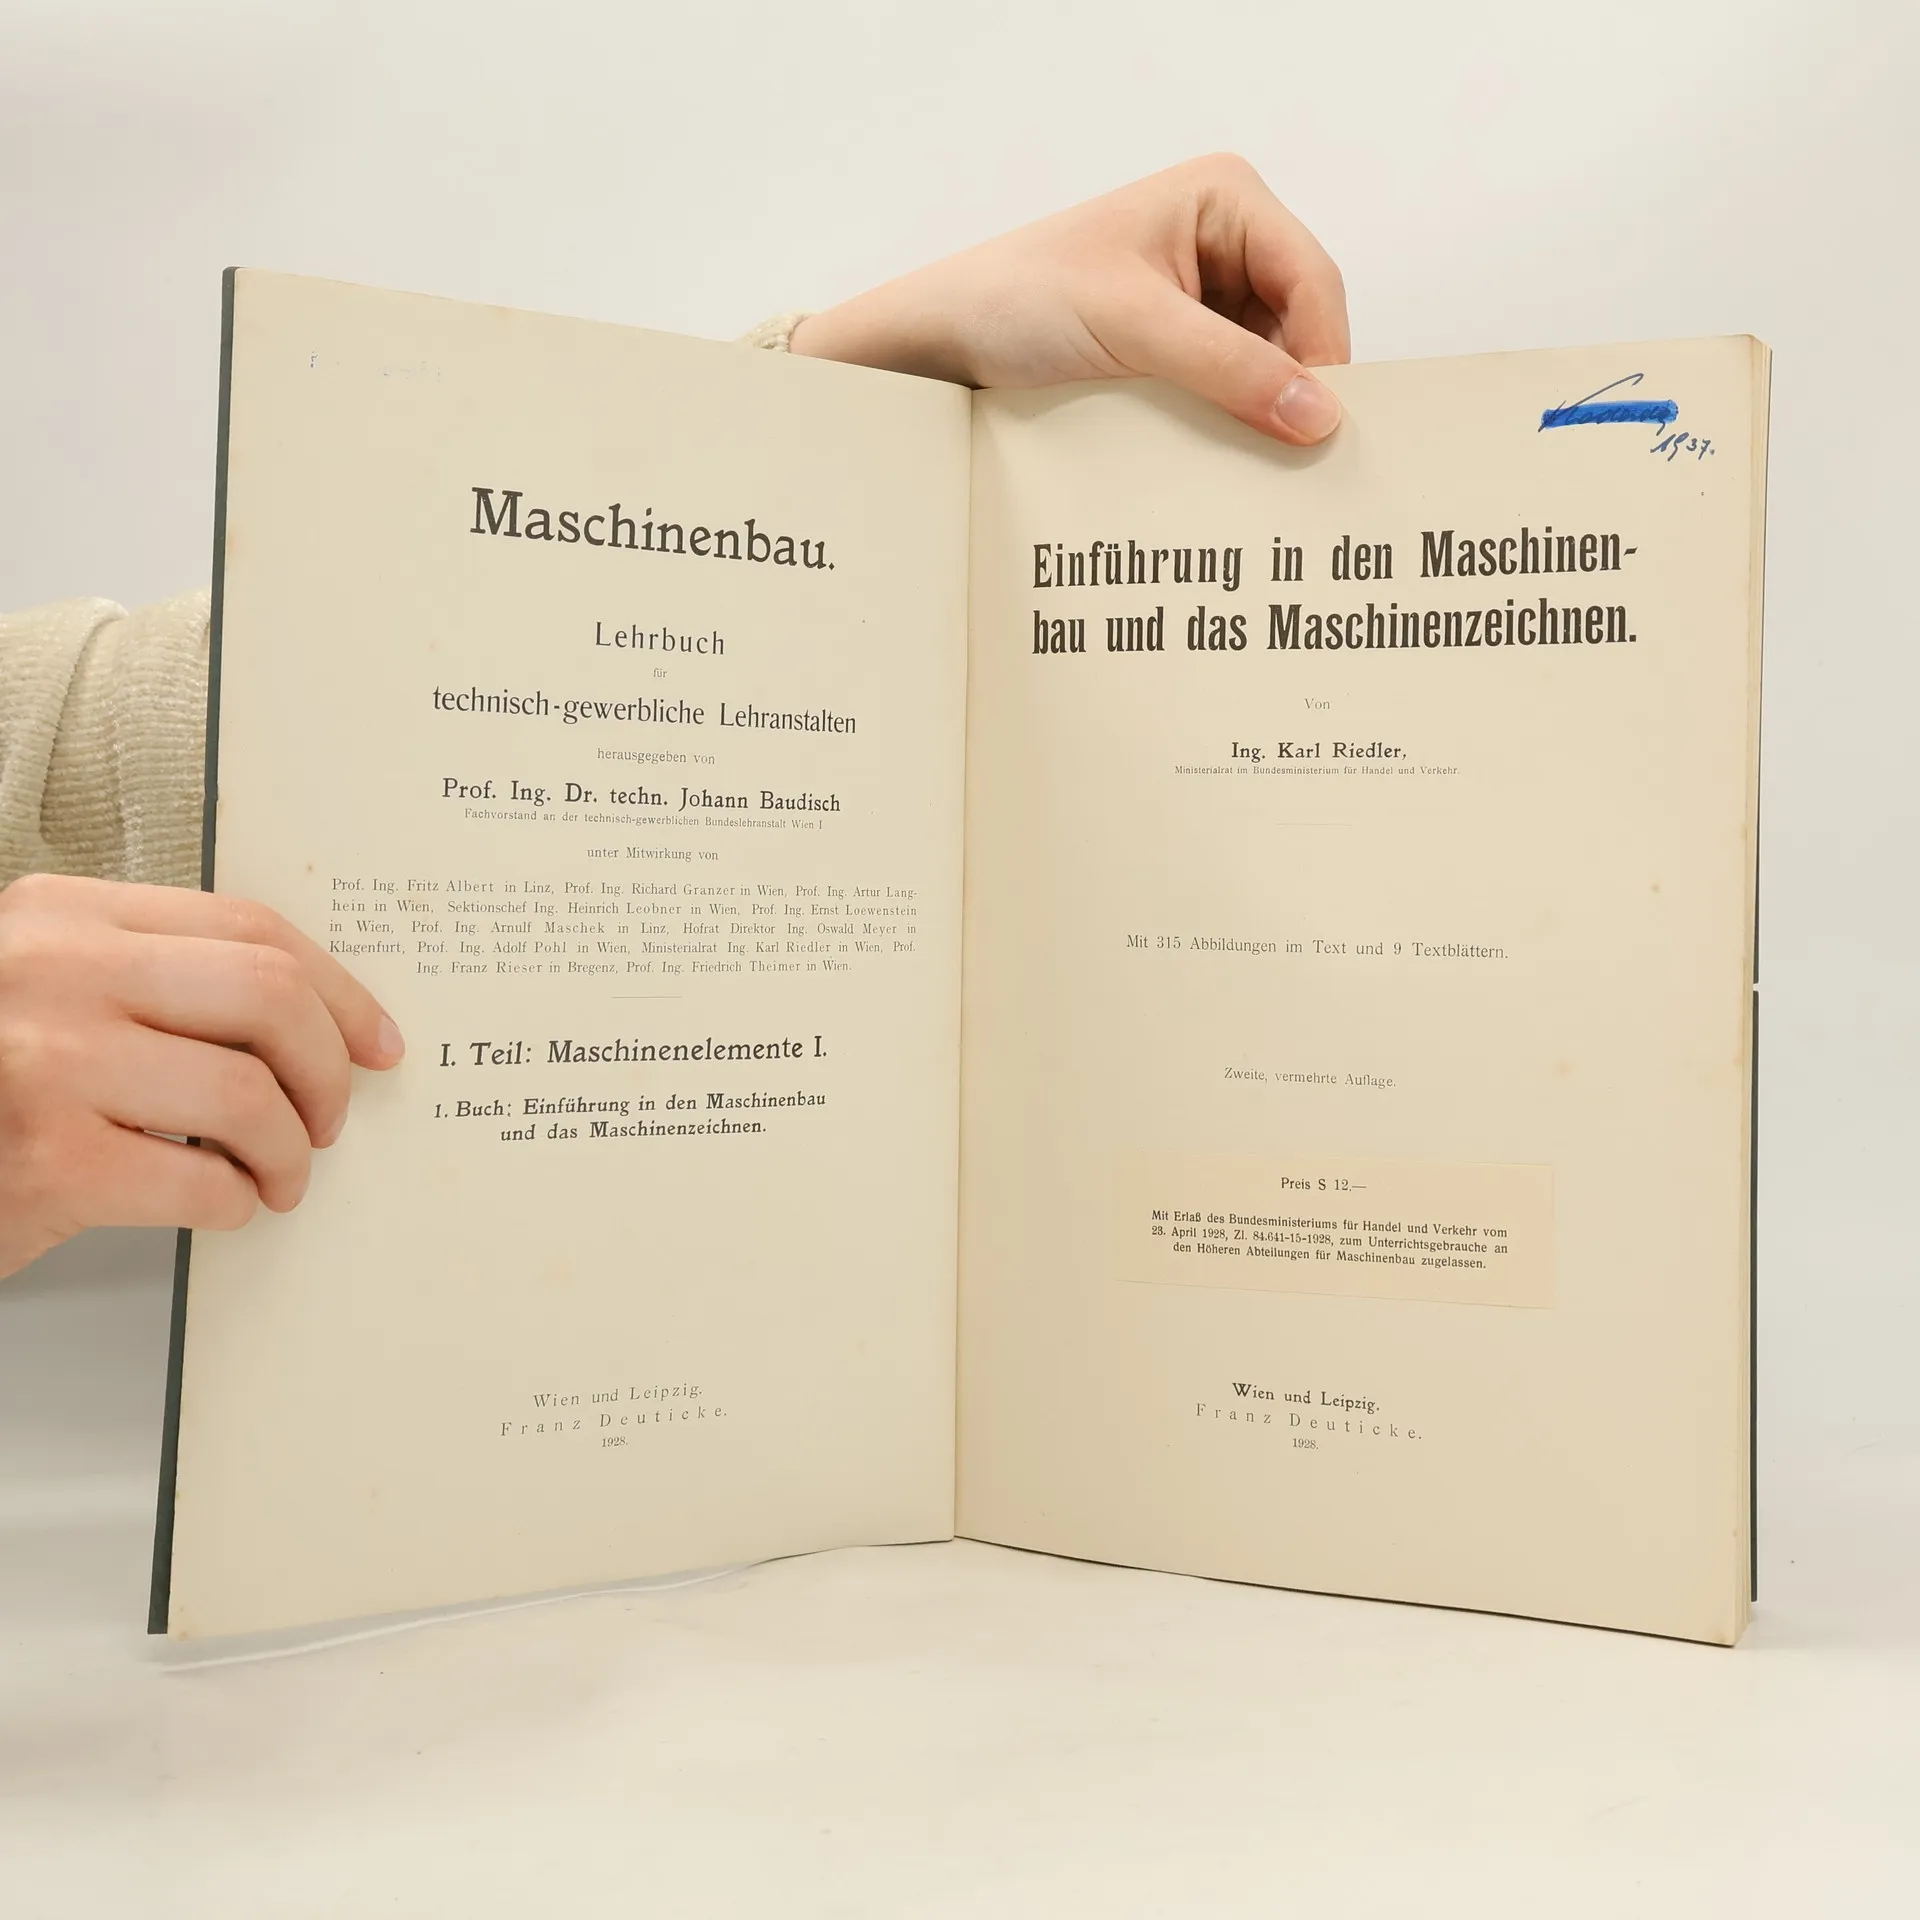 Maschinenbau.
Lehrbuch
für
technisch-gewerbliche Lehranstalten
herausgegeben von
Prof. Ing. Dr. techn. Johann Baudisch
Fachvorstand an der technisch-gewerblichen Bundeslehranstalt Wien I
unter Mitwirkung von
Prof. Ing. Fritz Albert in Linz, Prof. Ing. Richard Granzer in Wien, Prof. Ing. Artur Lang-
hein in Wien, Sektionschef Ing. Heinrich Leobner in Wien, Prof. Ing. Ernst Loewenstein
in Wien, Prof. Ing. Arnulf Maschek in Linz, Hofrat Direktor Ing. Oswald Meyer in
Klagenfurt, Prof. Ing. Adolf Pohl in Wien, Ministerialrat Ing. Karl Riedler in Wien, Prof.
Ing. Franz Rieser in Bregenz, Prof. Ing. Friedrich Theimer in Wien.
I. Teil: Maschinenelemente I.
1. Buch: Einführung in den Maschinenbau
und das Maschinenzeichnen.
Wien und Leipzig.
Franz Deuticke.
1928.
1937.
Einführung in den Maschinen-
bau und das Maschinenzeichnen.
Von
Ing. Karl Riedler,
Ministerialrat im Bundesministerium für Handel und Verkehr.
Mit 315 Abbildungen im Text und 9 Textblättern.
Zweite, vermehrte Auflage.
Preis S 12.—
Mit Erlaß des Bundesministeriums für Handel und Verkehr vom
23. April 1928, Zl. 84.641-15-1928, zum Unterrichtsgebrauche an
den Höheren Abteilungen für Maschinenbau zugelassen.
Wien und Leipzig.
Franz Deuticke.
1928.